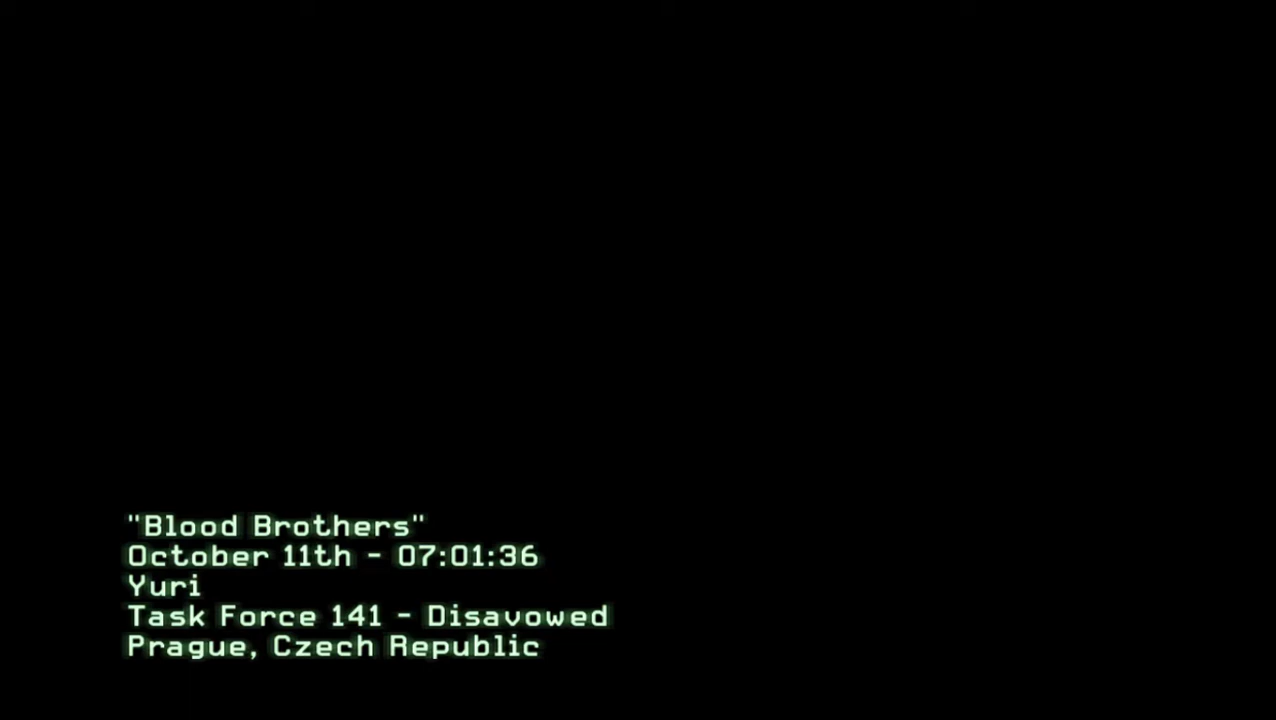 "Blood Brothers"
October 11th - 07:01:36
Yuri
Task Force 141 - Disavowed
Prague, Czech Republic